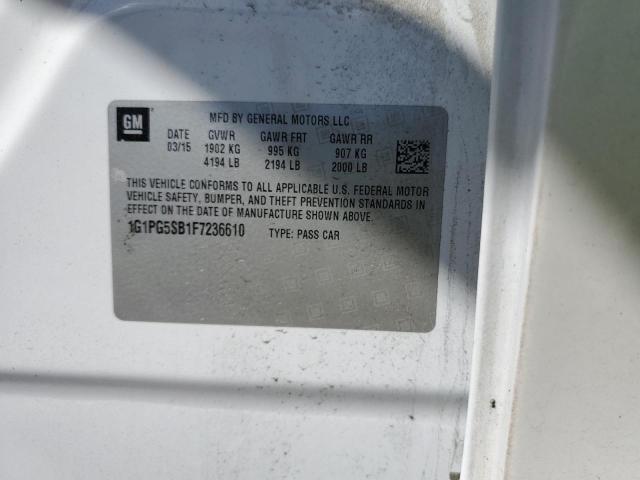 GM
MFD BY GENERAL MOTORS LLC
DATE GVWR GAWR FRT GAWR RR
03/15 1902 KG 995 KG 907 KG
4194 LB 2194 LB 2000 LB
THIS VEHICLE CONFORMS TO ALL APPLICABLE U.S. FEDERAL MOTOR
VEHICLE SAFETY, BUMPER, AND THEFT PREVENTION STANDARDS IN
EFFECT ON THE DATE OF MANUFACTURE SHOWN ABOVE.
1G1PG5SB1F7236610 TYPE: PASS CAR